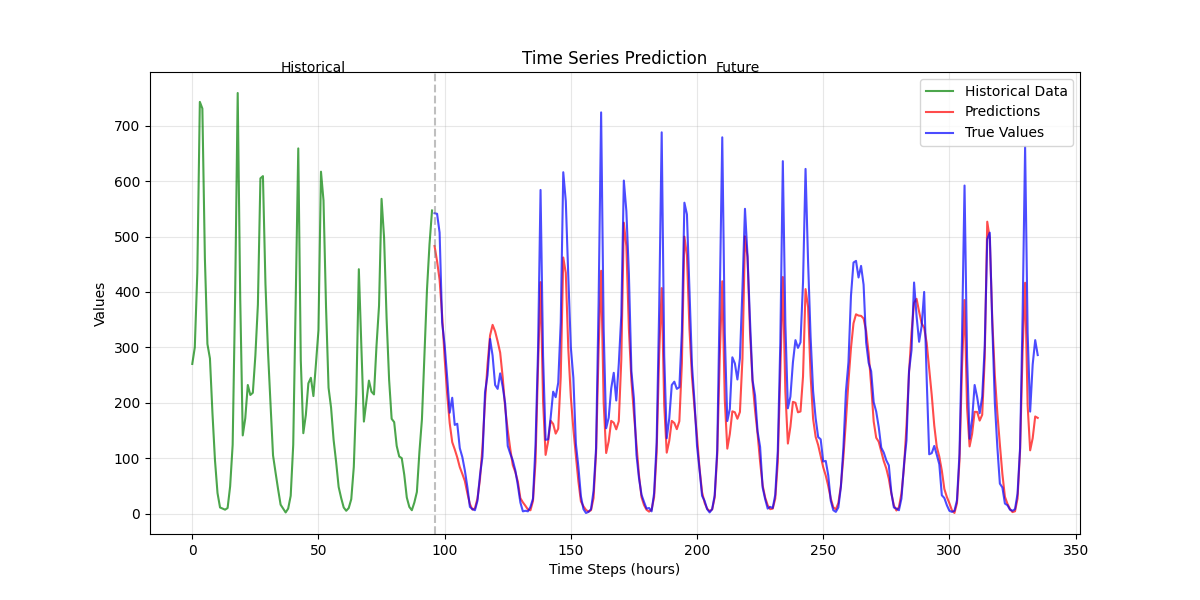 Time Series Prediction
Historical
Future
Historical Data
Predictions
True Values
Values
700
600
500
400
300
200
100
0
0
50
100
150
200
250
300
350
Time Steps (hours)